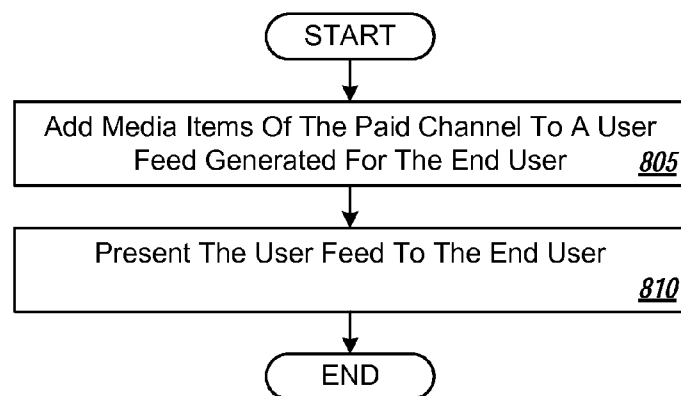 START
Add Media Items Of The Paid Channel To A User
Feed Generated For The End User
805
Present The User Feed To The End User
810
END